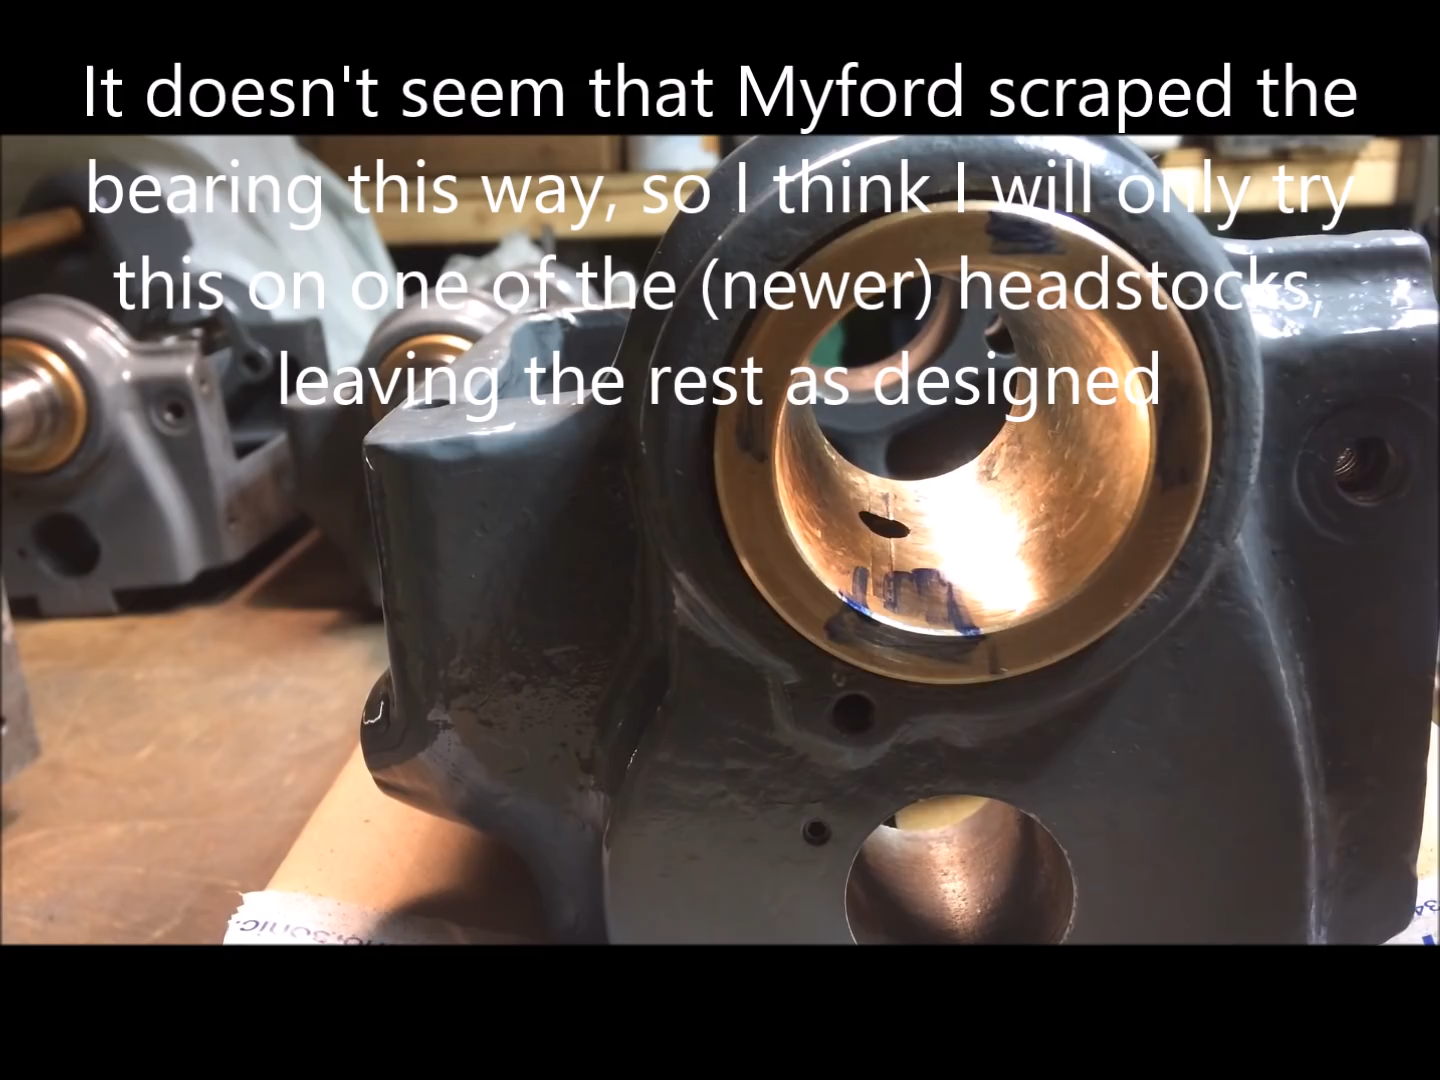 It doesn't seem that Myford scraped the
bearing this way, so I think I will only try
this on one of the (newer) headstocks,
leaving the rest as designed